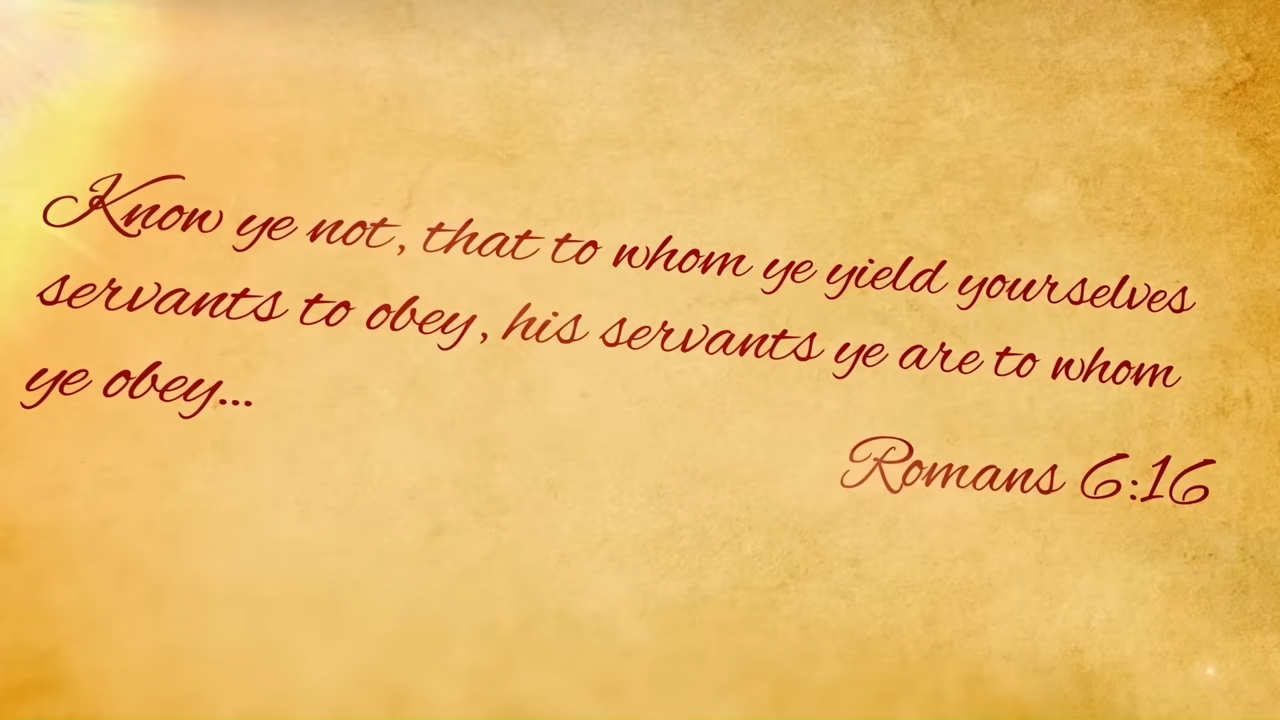 Know ye not, that to whom ye yield yourselves
servants to obey, his servants ye are to whom
ye obey...
Romans 6:16